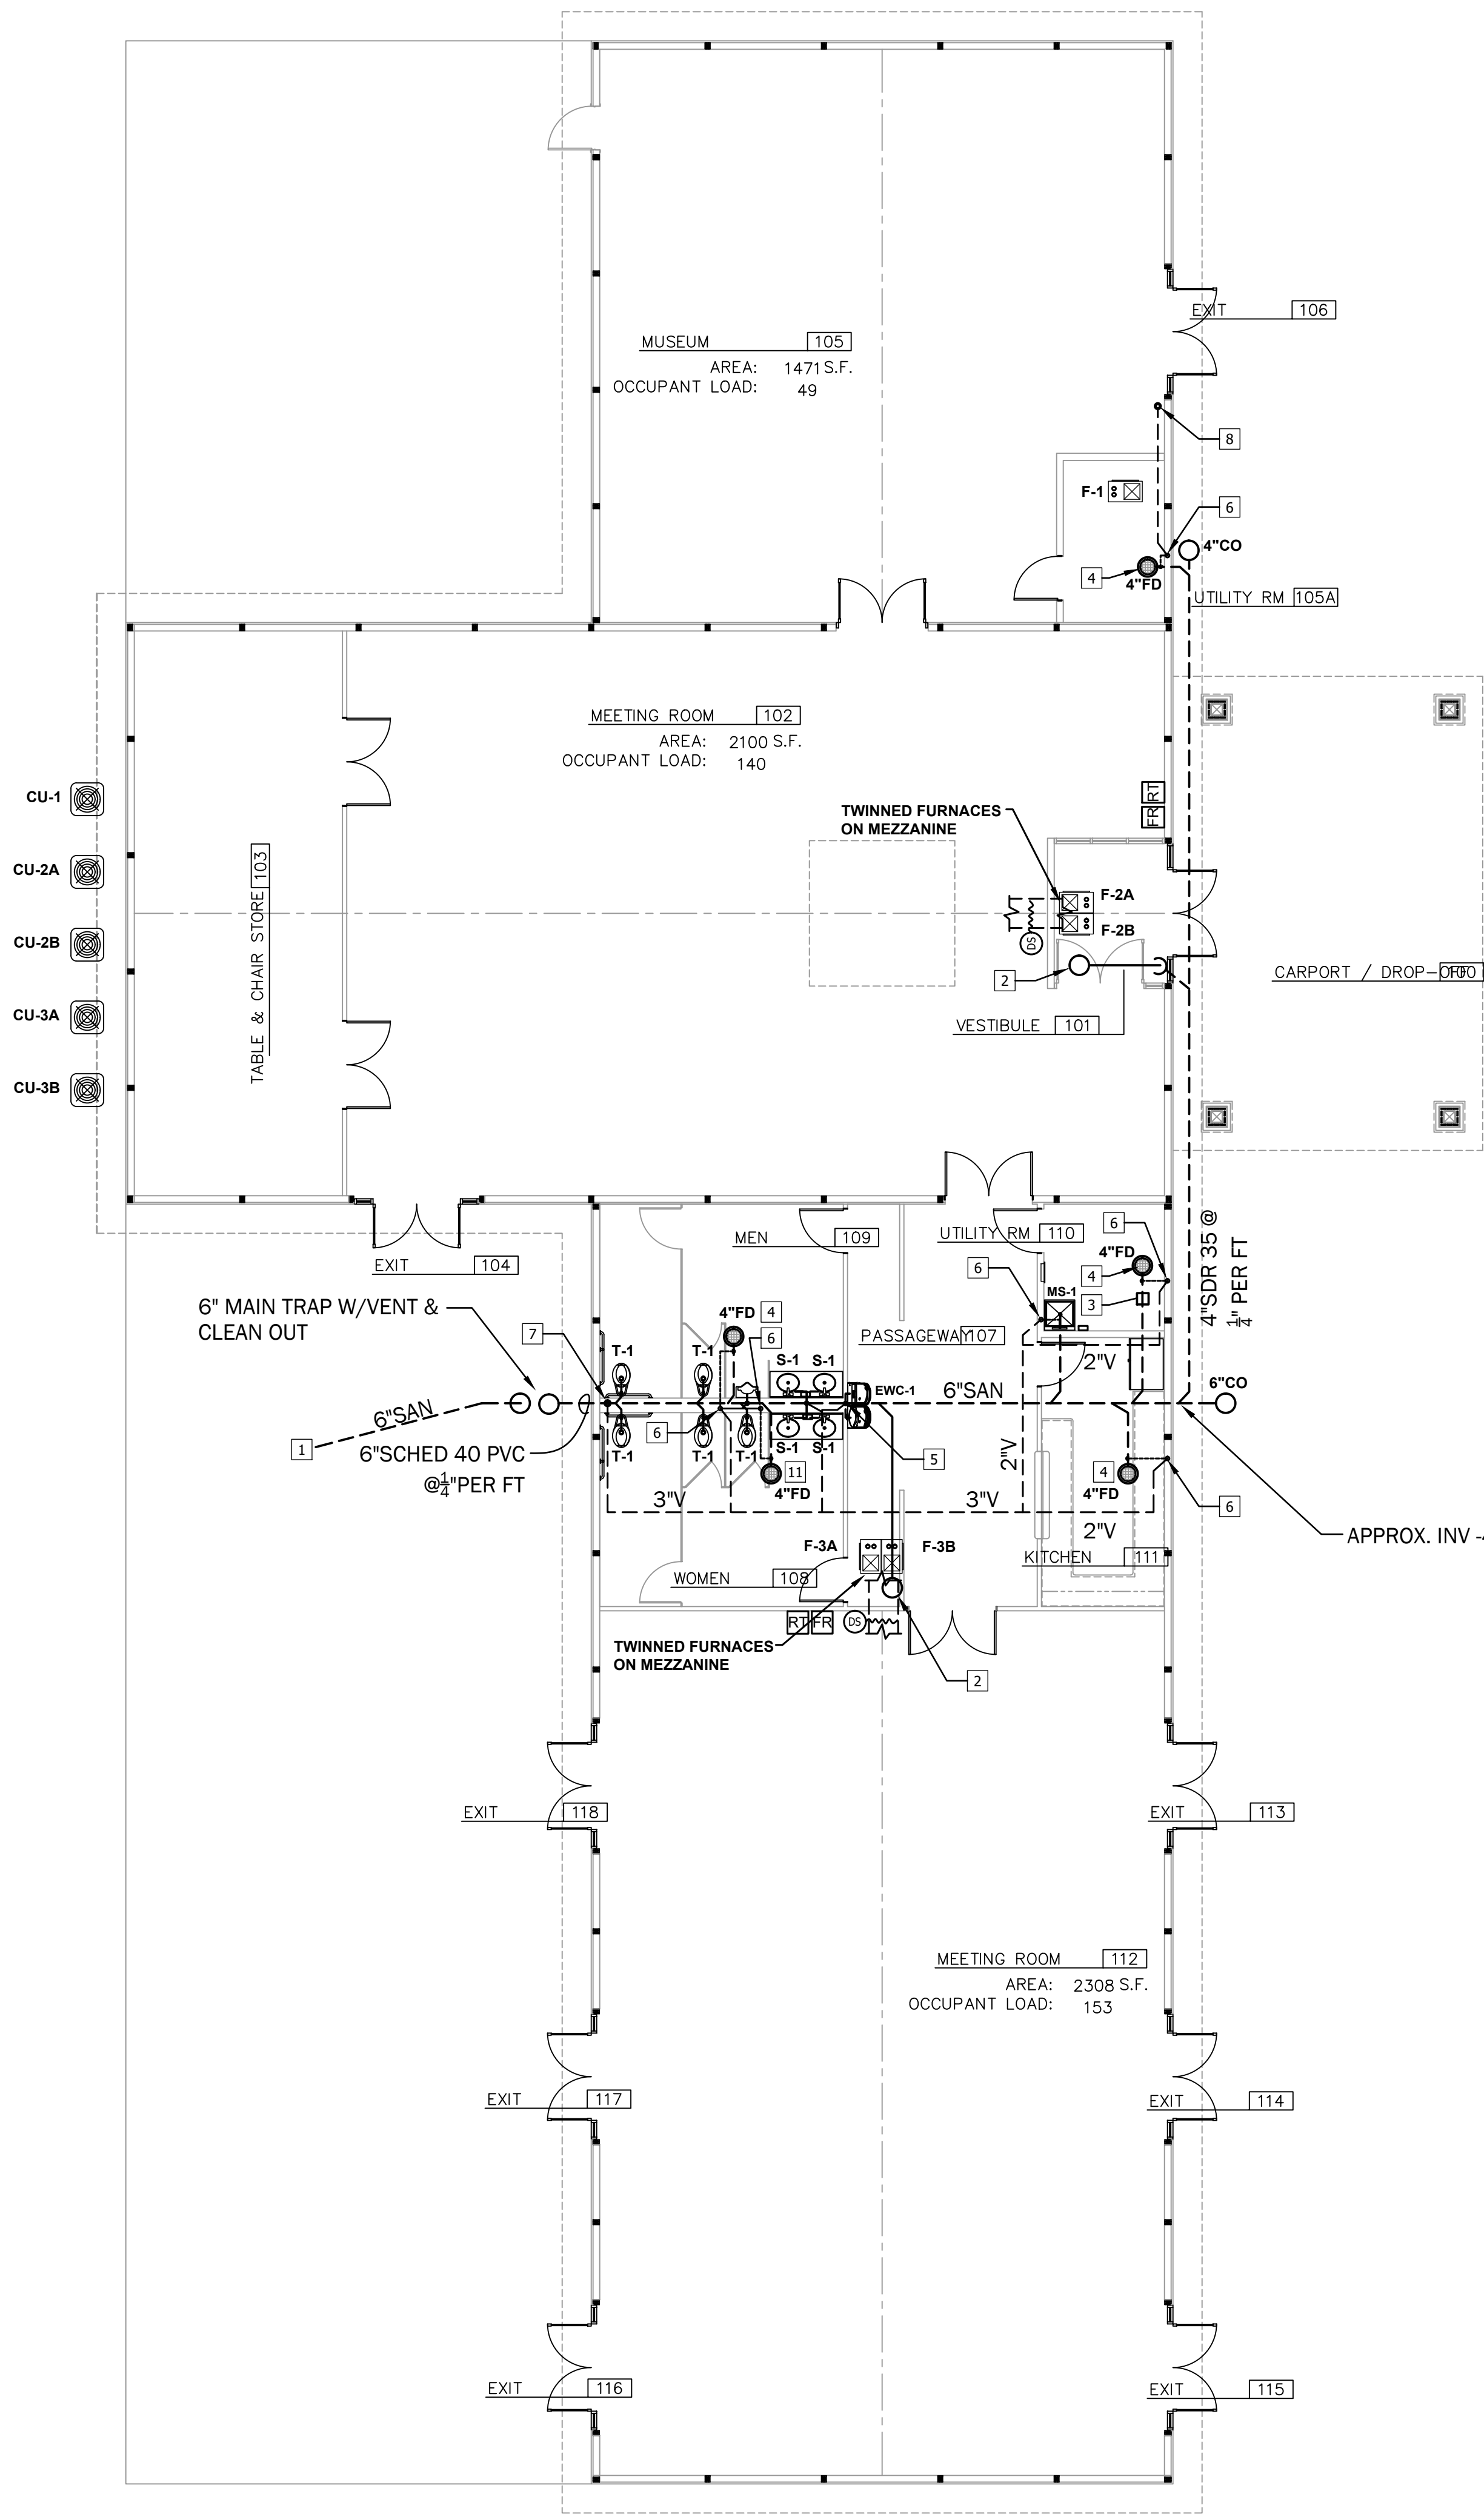 MUSEUM 105
AREA: 1471 S.F.
OCCUPANT LOAD: 49
EXIT 106
8
F-1
6
4"CO
4
4"FD
UTILITY RM 105A
MEETING ROOM 102
AREA: 2100 S.F.
OCCUPANT LOAD: 140
CU-1
CU-2A
CU-2B
CU-3A
CU-3B
TABLE & CHAIR STORE 103
RT
FR
TWINNED FURNACES
ON MEZZANINE
F-2A
F-2B
DS
2
CARPORT / DROP-OFF 100
VESTIBULE 101
EXIT 104
MEN 109
UTILITY RM 110
6
4"FD
4
6
3
MS-1
4"SDR 35 @
1/4" PER FT
6" MAIN TRAP W/VENT &
CLEAN OUT
7
4"FD
4
6
PASSAGEWAY 107
2"V
T-1
T-1
S-1
S-1
EWC-1
6"SAN
6"CO
6"SAN
1
6"SCHED 40 PVC
@1/4"PER FT
T-1
6
T-1
T-1
S-1
S-1
5
2"V
11
4"FD
4
4"FD
6
3"V
3"V
2"V
APPROX. INV -4
F-3A
F-3B
KITCHEN 111
WOMEN 108
RT
FR
DS
TWINNED FURNACES
ON MEZZANINE
2
EXIT 118
EXIT 113
MEETING ROOM 112
AREA: 2308 S.F.
OCCUPANT LOAD: 153
EXIT 117
EXIT 114
EXIT 116
EXIT 115